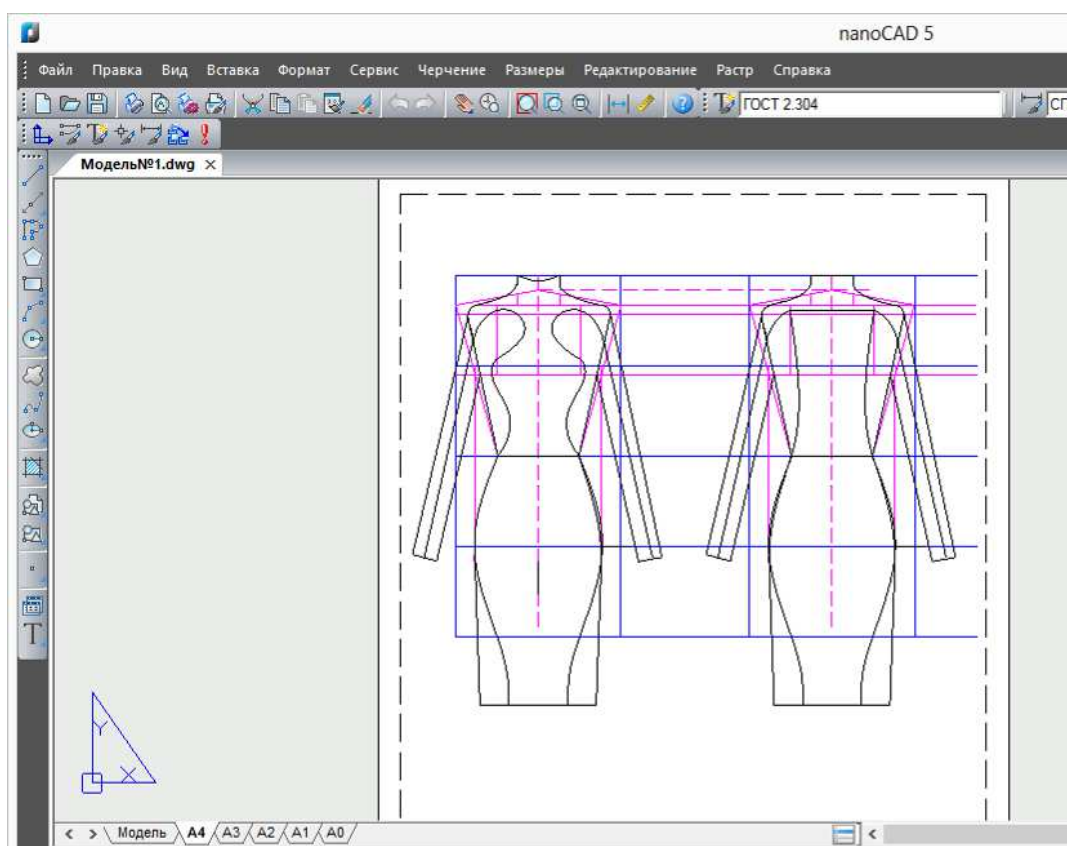 nanoCAD 5
Файл Правка Вид Вставка Формат Сервис Черчение Размеры Редактирование Растр Справка
ГОСТ 2.304 СП
Модель№1.dwg
T
Y
X
Модель A4 A3 A2 A1 A0